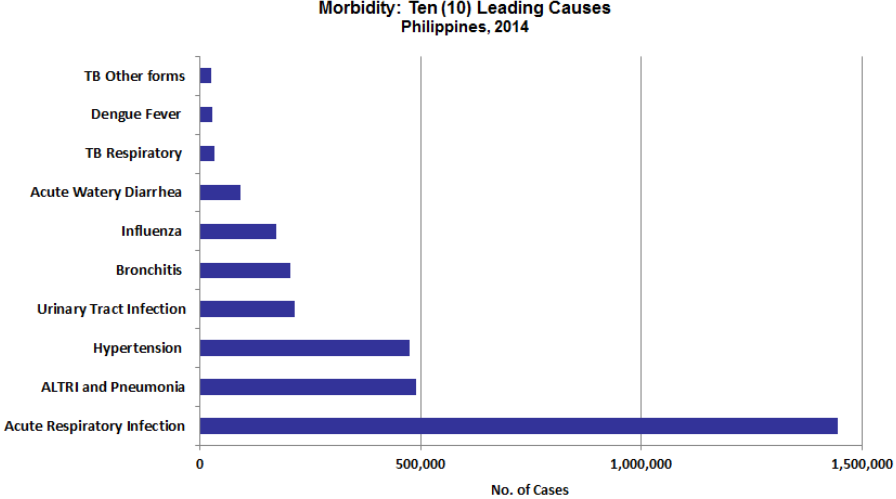 Morbidity: Ten (10) Leading Causes
Philippines, 2014
TB Other forms
Dengue Fever
TB Respiratory
Acute Watery Diarrhea
Influenza
Bronchitis
Urinary Tract Infection
Hypertension
ALTRI and Pneumonia
Acute Respiratory Infection
0 500,000 1,000,000 1,500,000
No. of Cases